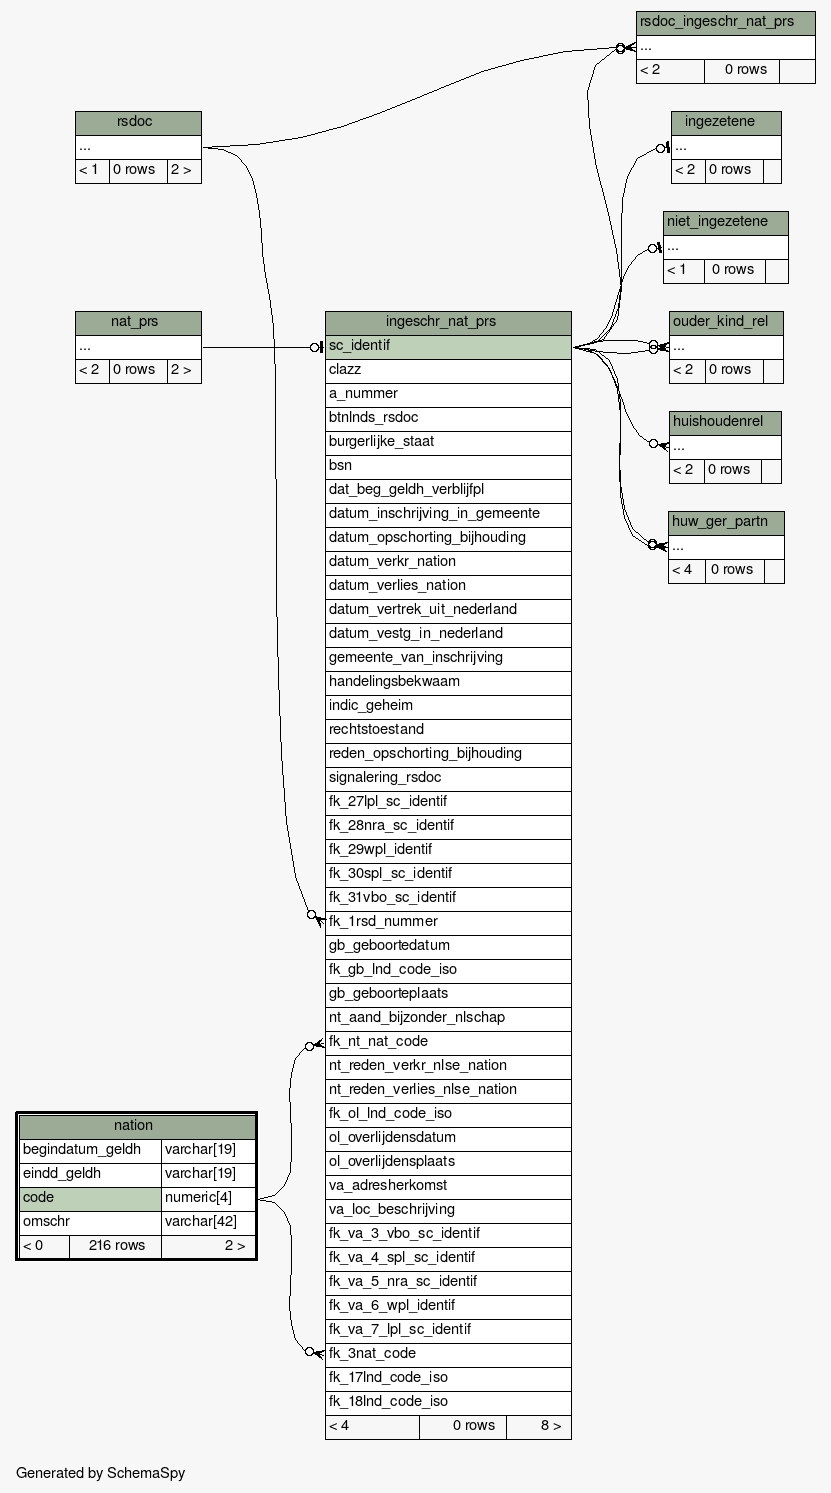 rsdoc_ingeschr_nat_prs
...
< 2 0 rows
rsdoc
...
< 1 0 rows 2 >
ingezetene
...
< 2 0 rows
niet_ingezetene
...
< 1 0 rows
nat_prs
...
< 2 0 rows 2 >
ouder_kind_rel
...
< 2 0 rows
huishoudenrel
...
< 2 0 rows
huw_ger_partn
...
< 4 0 rows
ingeschr_nat_prs
sc_identif
clazz
a_nummer
btnlnds_rsdoc
burgerlijke_staat
bsn
dat_beg_geldh_verblijfpl
datum_inschrijving_in_gemeente
datum_opschorting_bijhouding
datum_verkr_nation
datum_verlies_nation
datum_vertrek_uit_nederland
datum_vestg_in_nederland
gemeente_van_inschrijving
handelingsbekwaam
indic_geheim
rechtstoestand
reden_opschorting_bijhouding
signalering_rsdoc
fk_27lpl_sc_identif
fk_28nra_sc_identif
fk_29wpl_identif
fk_30spl_sc_identif
fk_31vbo_sc_identif
fk_1rsd_nummer
gb_geboortedatum
fk_gb_lnd_code_iso
gb_geboorteplaats
nt_aand_bijzonder_nlschap
fk_nt_nat_code
nt_reden_verkr_nlse_nation
nt_reden_verlies_nlse_nation
fk_ol_lnd_code_iso
ol_overlijdensdatum
ol_overlijdensplaats
va_adresherkomst
va_loc_beschrijving
fk_va_3_vbo_sc_identif
fk_va_4_spl_sc_identif
fk_va_5_nra_sc_identif
fk_va_6_wpl_identif
fk_va_7_lpl_sc_identif
fk_3nat_code
fk_17lnd_code_iso
fk_18lnd_code_iso
< 4 0 rows 8 >
nation
begindatum_geldh varchar[19]
eindd_geldh varchar[19]
code numeric[4]
omschr varchar[42]
< 0 216 rows 2 >
Generated by SchemaSpy